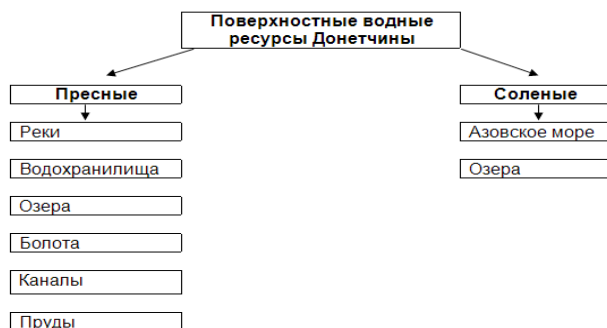 Поверхностные водные
ресурсы Донетчины
Пресные
Соленые
Реки
Азовское море
Водохранилища
Озера
Озера
Болота
Каналы
Пруды